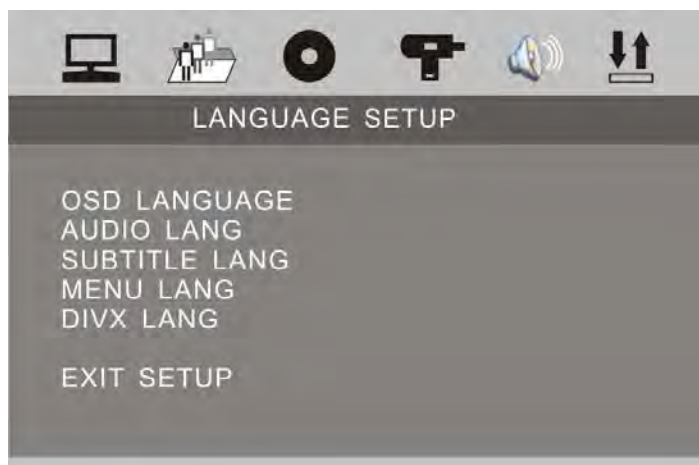 LANGUAGE SETUP
OSD LANGUAGE
AUDIO LANG
SUBTITLE LANG
MENU LANG
DIVX LANG
EXIT SETUP